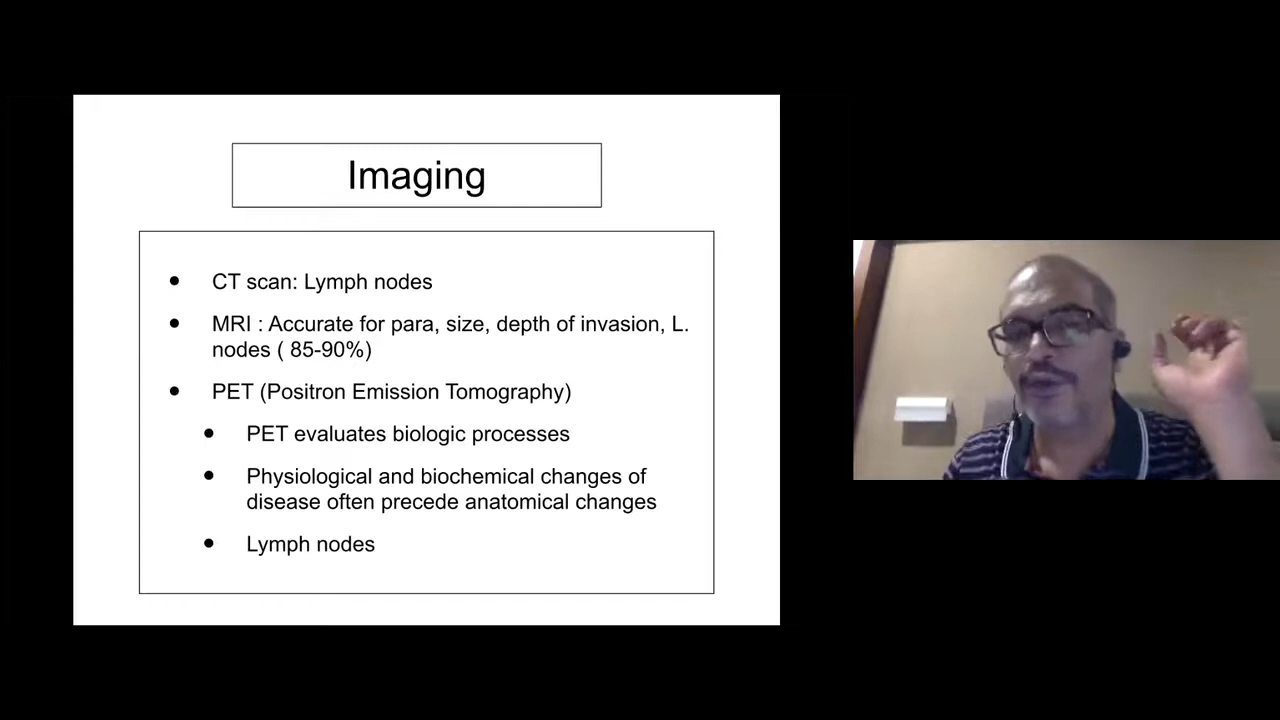 Imaging
• CT scan: Lymph nodes
• MRI : Accurate for para, size, depth of invasion, L.
nodes ( 85-90%)
• PET (Positron Emission Tomography)
• PET evaluates biologic processes
• Physiological and biochemical changes of
disease often precede anatomical changes
• Lymph nodes